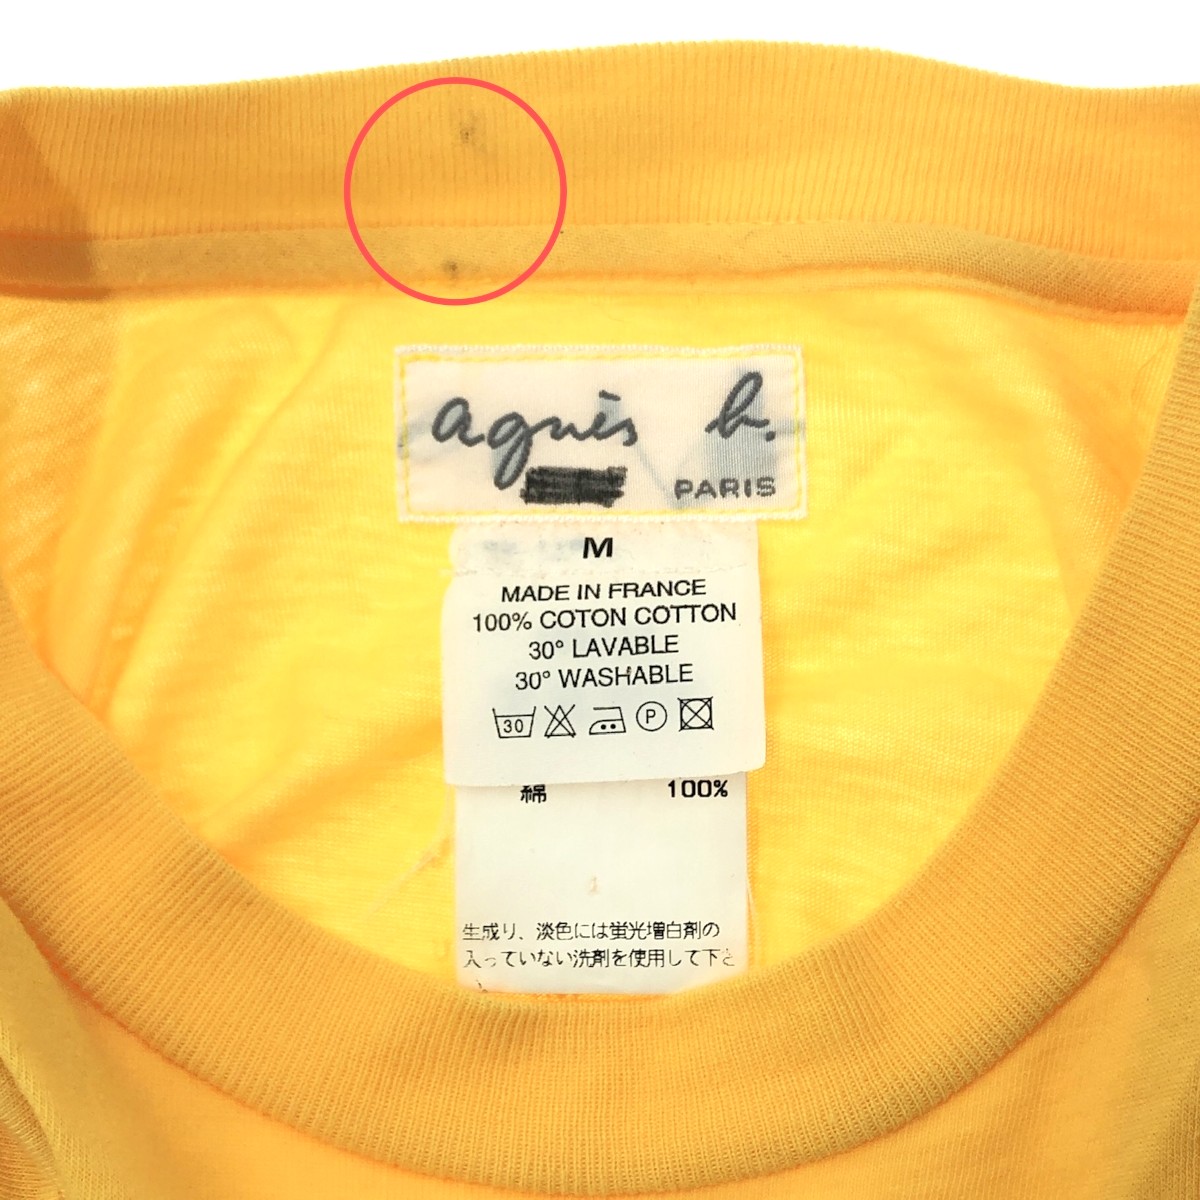 agnès b.
PARIS
M
MADE IN FRANCE
100% COTON COTTON
30° LAVABLE
30° WASHABLE
30 P
綿 100%
生成り、淡色には蛍光増白剤の
入っていない洗剤を使用して下さ